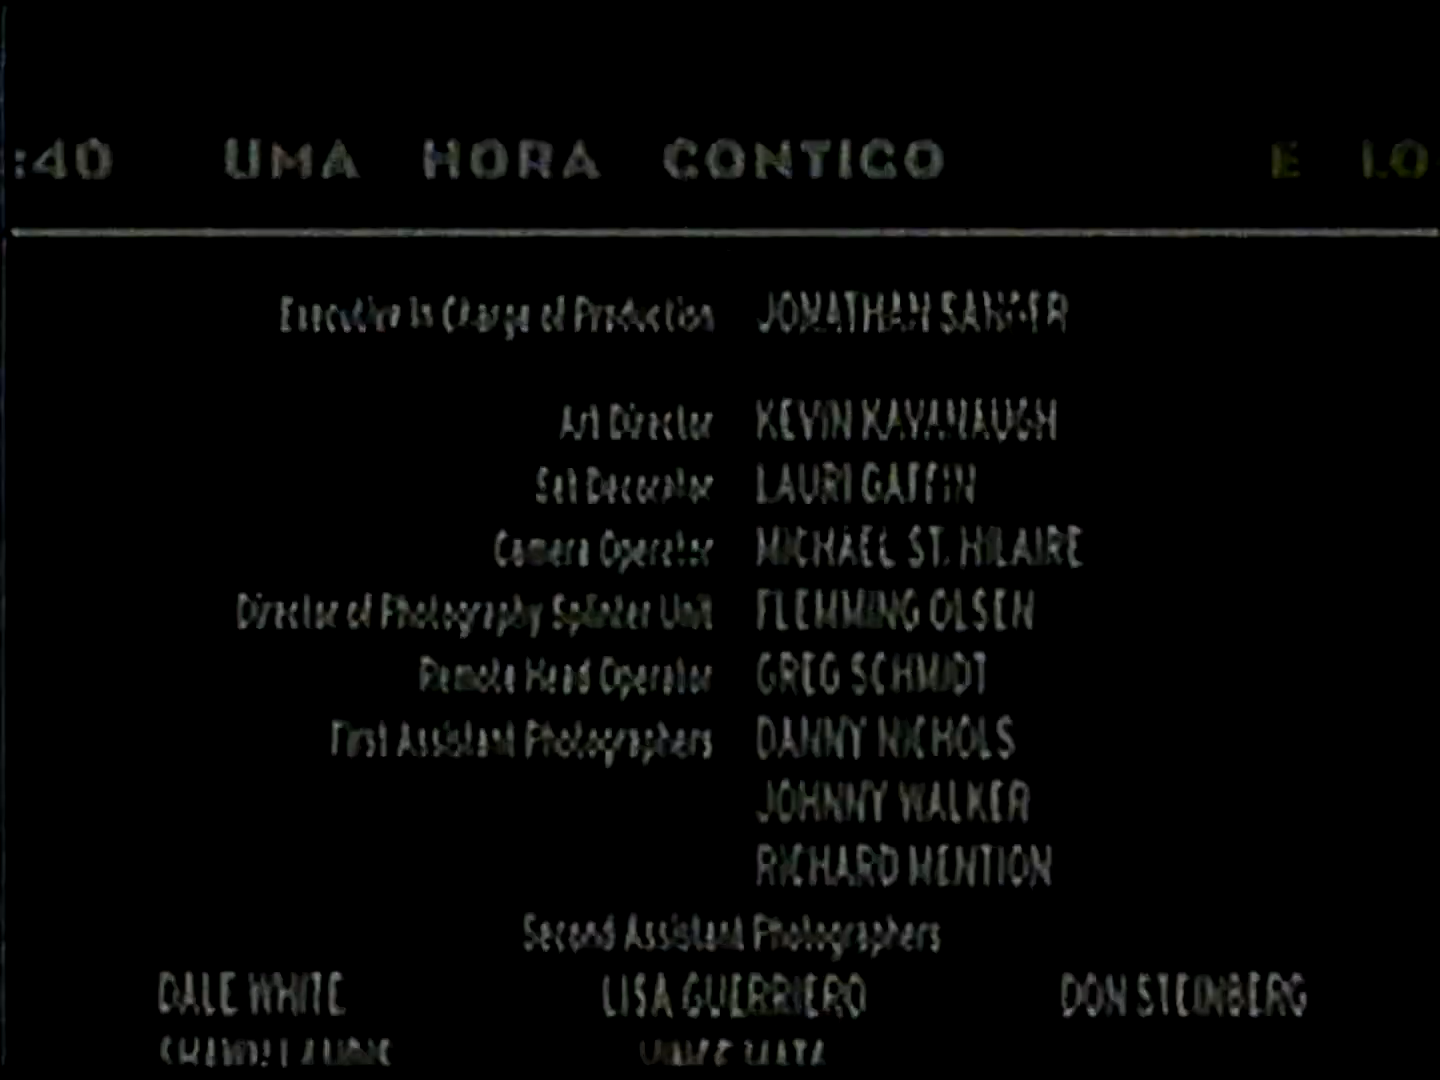 :40 UMA HORA CONTIGO E LO
Executive In Charge of Production JONATHAN SANGER
Art Director KEVIN KAVANAUGH
Set Decorator LAURI GAFFIN
Camera Operator MICHAEL ST. HILAIRE
Director of Photography Splinter Unit FLEMMING OLSEN
Remote Head Operator GREG SCHMIDT
First Assistant Photographers DANNY NICHOLS
JOHNNY WALKER
RICHARD MENTION
Second Assistant Photographers
DALE WHITE LISA GUERRIERO DON STEINBERG